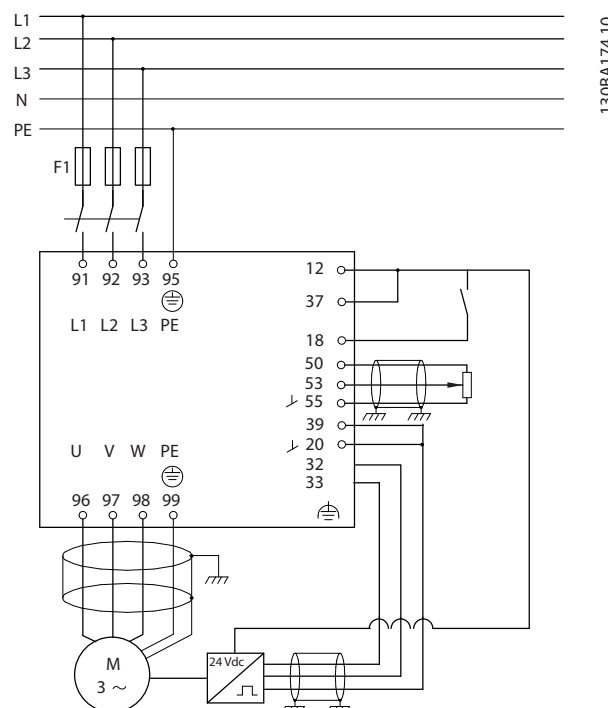 L1
L2
L3
N
PE
130BA174.10
F1
91 92 93 95
L1 L2 L3 PE
12
37
18
50
53
55
39
20
32
33
U V W PE
96 97 98 99
M
3 ~
24 Vdc